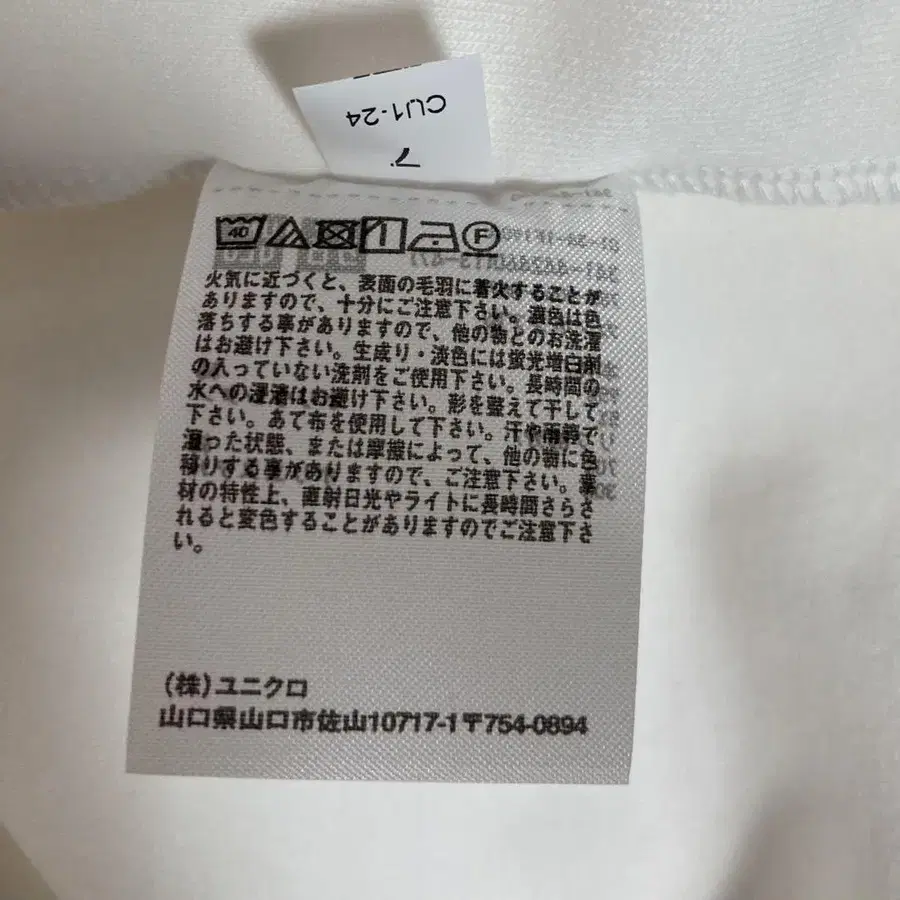 CU1-24
40 F
火気に近づくと、表面の毛羽に着火することが
ありますので、十分にご注意下さい。濃色は色
落ちする事がありますので、他の物とのお洗濯
はお避け下さい。生成り・淡色には蛍光増白剤
の入っていない洗剤をご使用下さい。長時間の
水への浸漬はお避け下さい。形を整えて干して
下さい。あて布を使用して下さい。汗や雨等で
湿った状態、または摩擦によって、他の物に色
移りする事がありますので、ご注意下さい。素
材の特性上、直射日光やライトに長時間さらさ
れると変色することがありますのでご注意下さ
い。
(株)ユニクロ
山口県山口市佐山10717-1〒754-0894